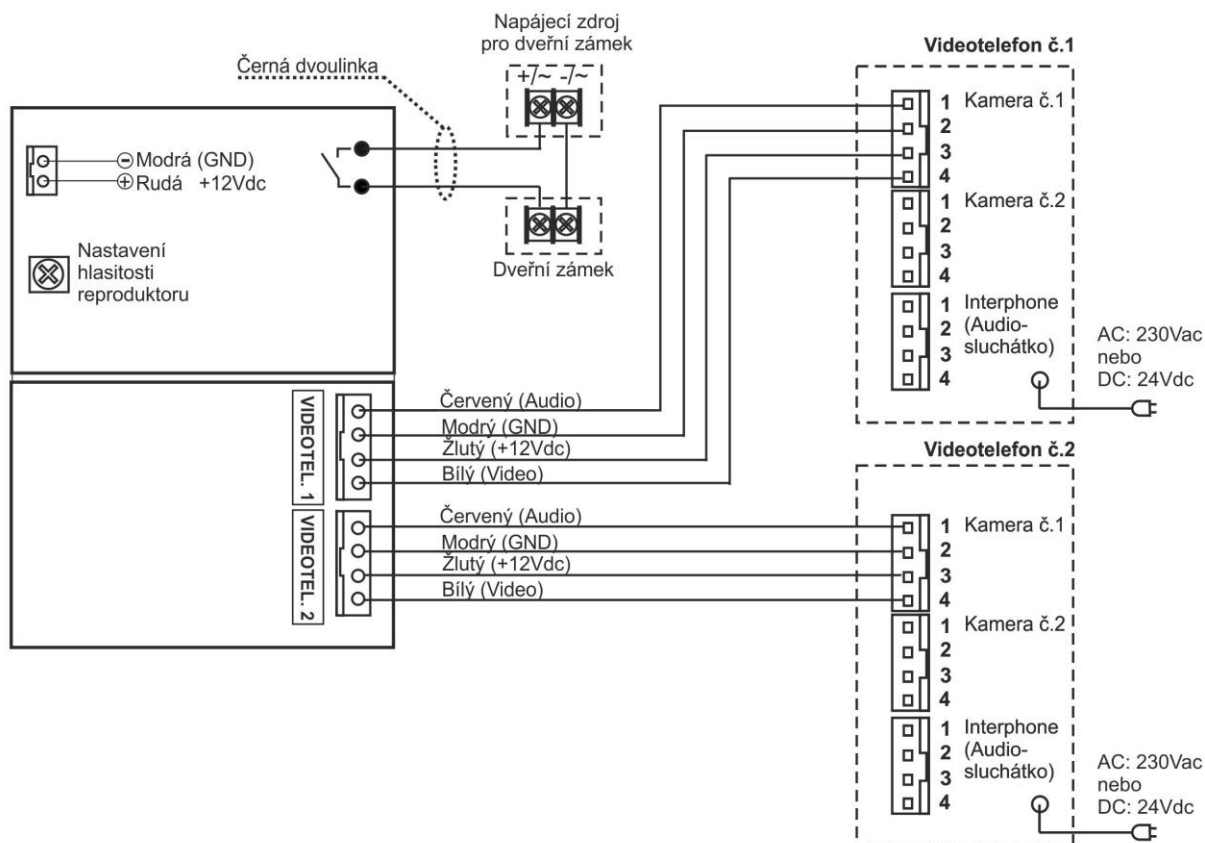 Napájecí zdroj
pro dveřní zámek
+/~ -/~
Černá dvoulinka
Modrá (GND)
Rudá +12Vdc
Nastavení
hlasitosti
reproduktoru
Dveřní zámek
Videotelefon č.1
1 Kamera č.1
2
3
4
1 Kamera č.2
2
3
4
1 Interphone
2 (Audio-
3 sluchátko)
4
AC: 230Vac
nebo
DC: 24Vdc
VIDEOTEL. 1
Červený (Audio)
Modrý (GND)
Žlutý (+12Vdc)
Bílý (Video)
VIDEOTEL. 2
Červený (Audio)
Modrý (GND)
Žlutý (+12Vdc)
Bílý (Video)
Videotelefon č.2
1 Kamera č.1
2
3
4
1 Kamera č.2
2
3
4
1 Interphone
2 (Audio-
3 sluchátko)
4
AC: 230Vac
nebo
DC: 24Vdc